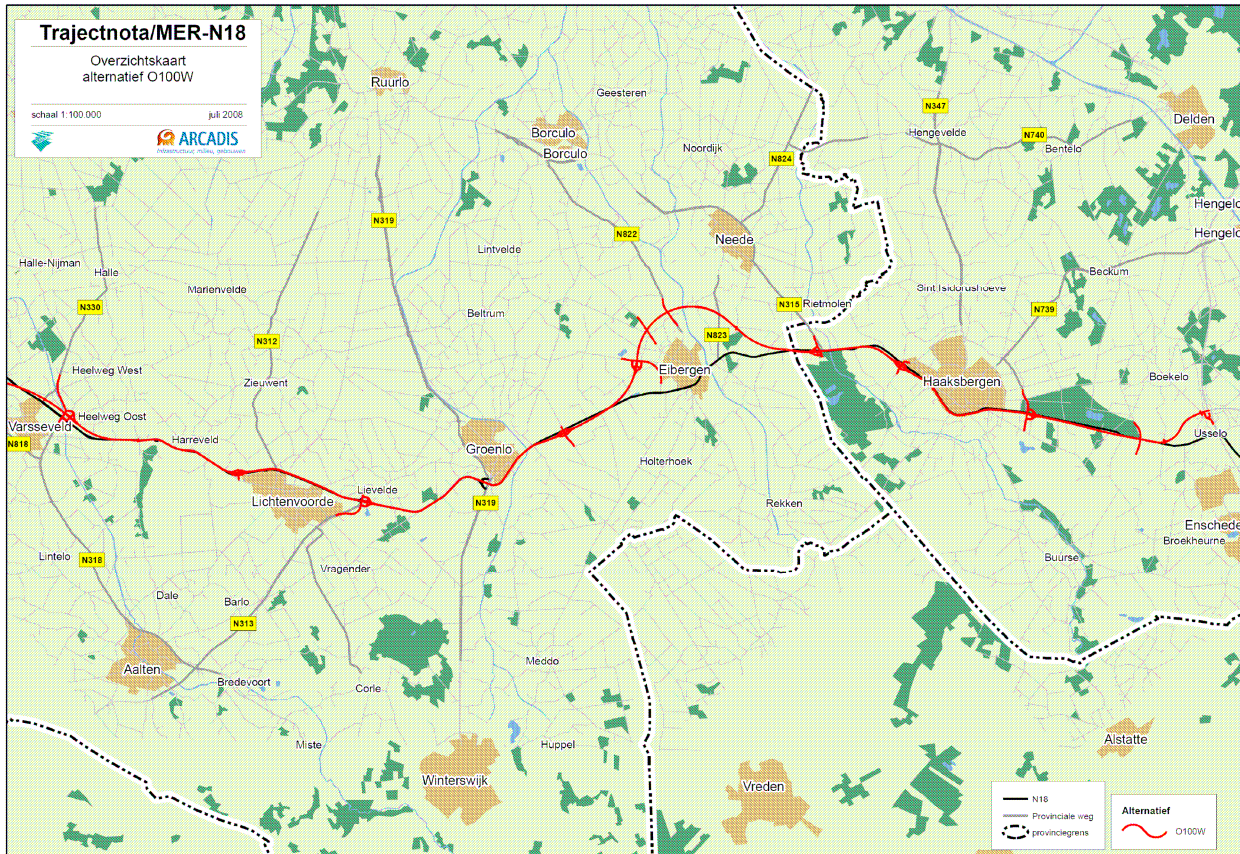 Trajectnota/MER-N18
Overzichtskaart
alternatief O100W
schaal 1:100.000
juli 2008
ARCADIS
Infrastructuur, milieu, gebouwen
Ruurlo
Geesteren
Borculo
Borculo
Noordijk
N824
N347
Hengevelde
N740
Bentelo
Delden
Hengelo
Hengelo
N319
N822
Neede
Lintvelde
Beckum
Halle-Nijman
Halle
Marienvelde
N330
Beltrum
N315
Rietmolen
Sint Isidorushoeve
N739
N312
N823
Eibergen
Heelweg West
Zieuwent
Haaksbergen
Boekelo
Heelweg Oost
Varsseveld
N818
Harreveld
Groenlo
Usselo
Holterhoek
Lievelde
Lichtenvoorde
N319
Rekken
Enschede
Broekheurne
Lintelo
N318
Vragender
Buurse
Dale
Barlo
N313
Aalten
Bredevoort
Corle
Meddo
Miste
Huppel
Alstatte
Winterswijk
Vreden
N18
Provinciale weg
provinciegrens
Alternatief
O100W